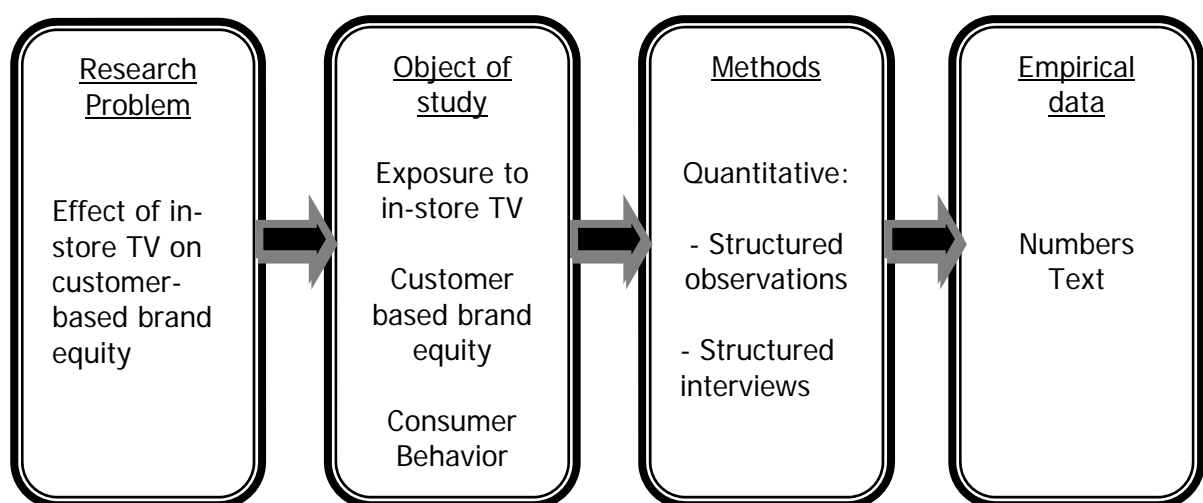 Research
Problem
Effect of in-
store TV on
customer-
based brand
equity
Object of
study
Exposure to
in-store TV
Customer
based brand
equity
Consumer
Behavior
Methods
Quantitative:
- Structured
observations
- Structured
interviews
Empirical
data
Numbers
Text